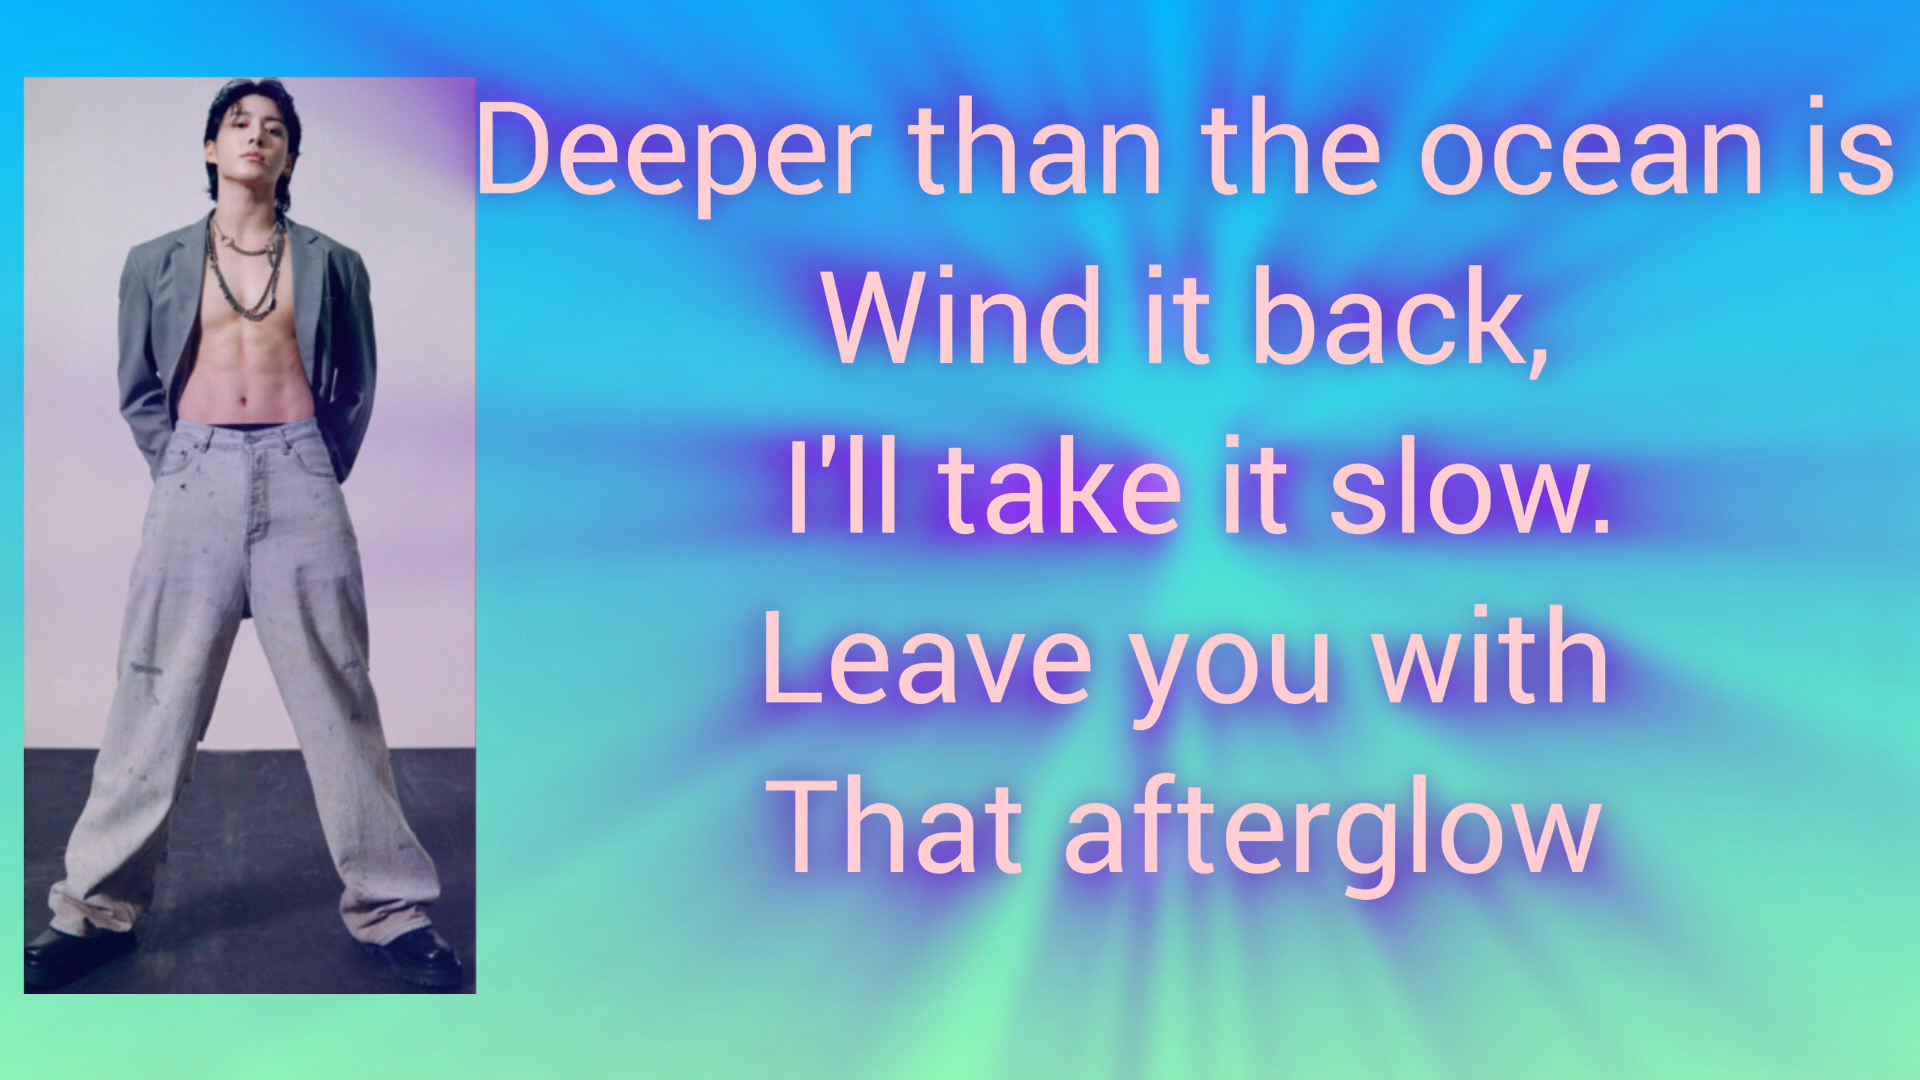 Deeper than the ocean is
Wind it back,
I'll take it slow.
Leave you with
That afterglow